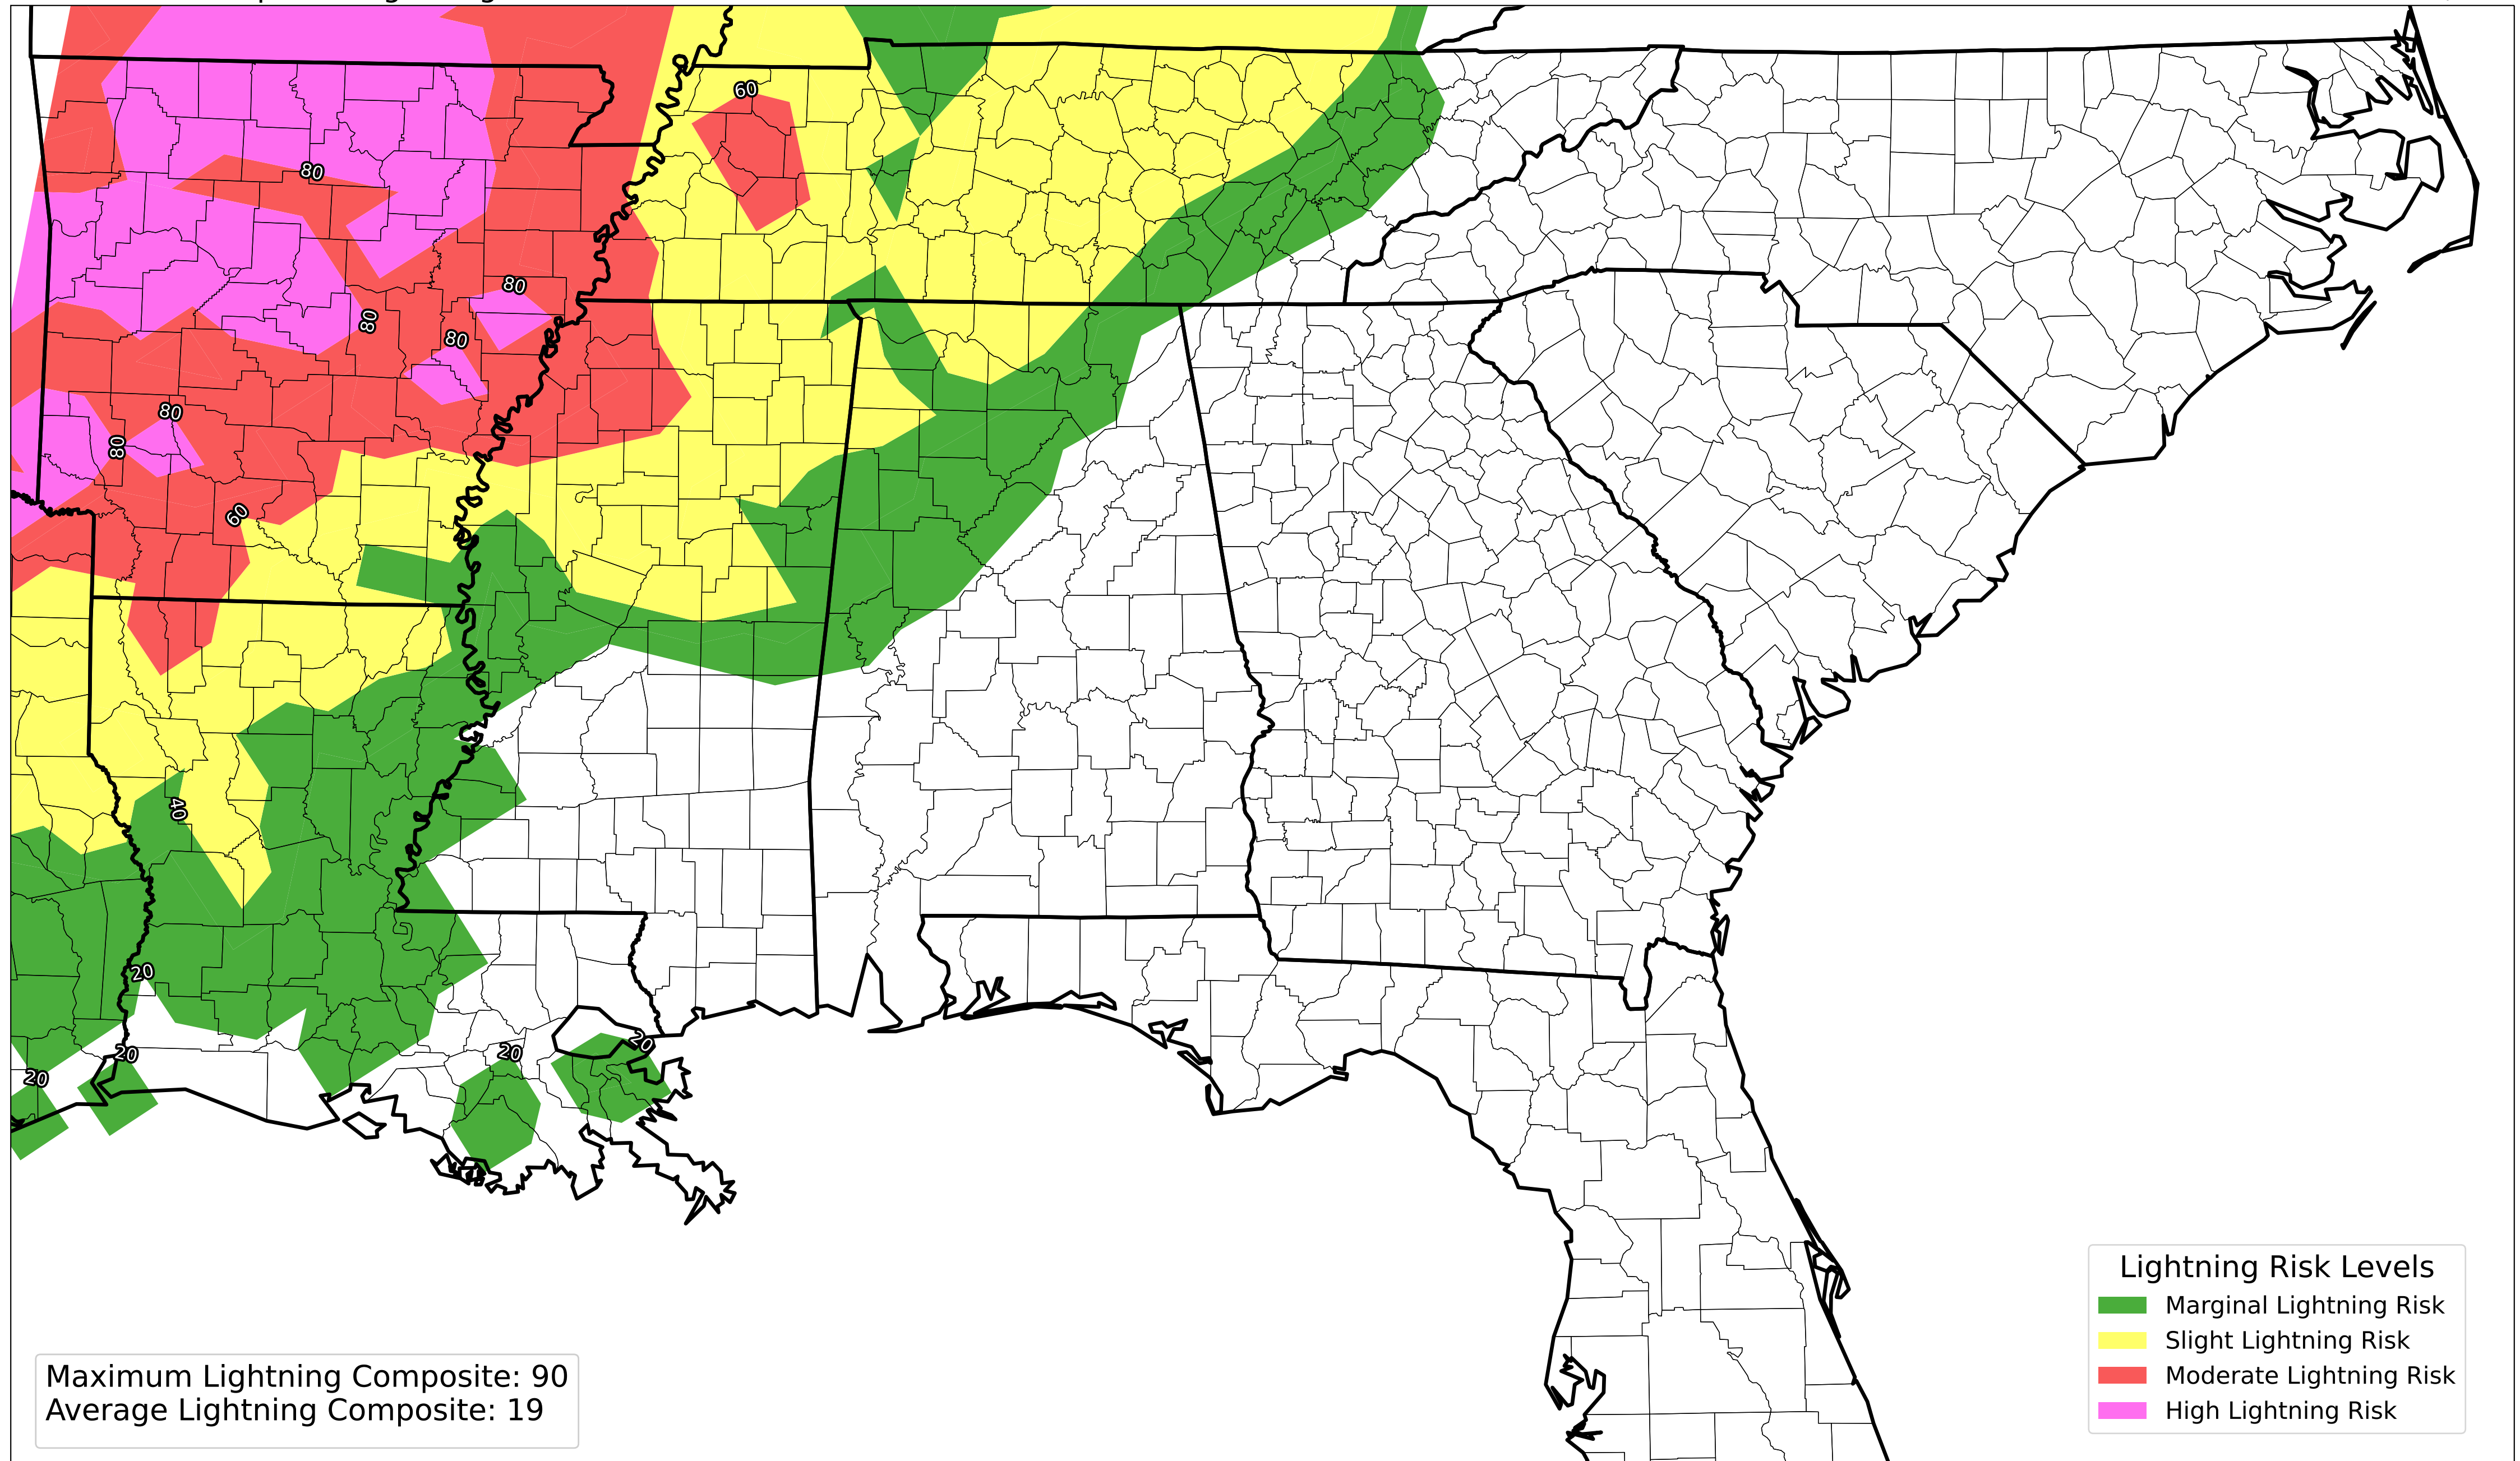 60
80
80
80
80
80
80
60
40
20
20
20
20
20
Lightning Risk Levels
Marginal Lightning Risk
Slight Lightning Risk
Moderate Lightning Risk
High Lightning Risk
Maximum Lightning Composite: 90
Average Lightning Composite: 19